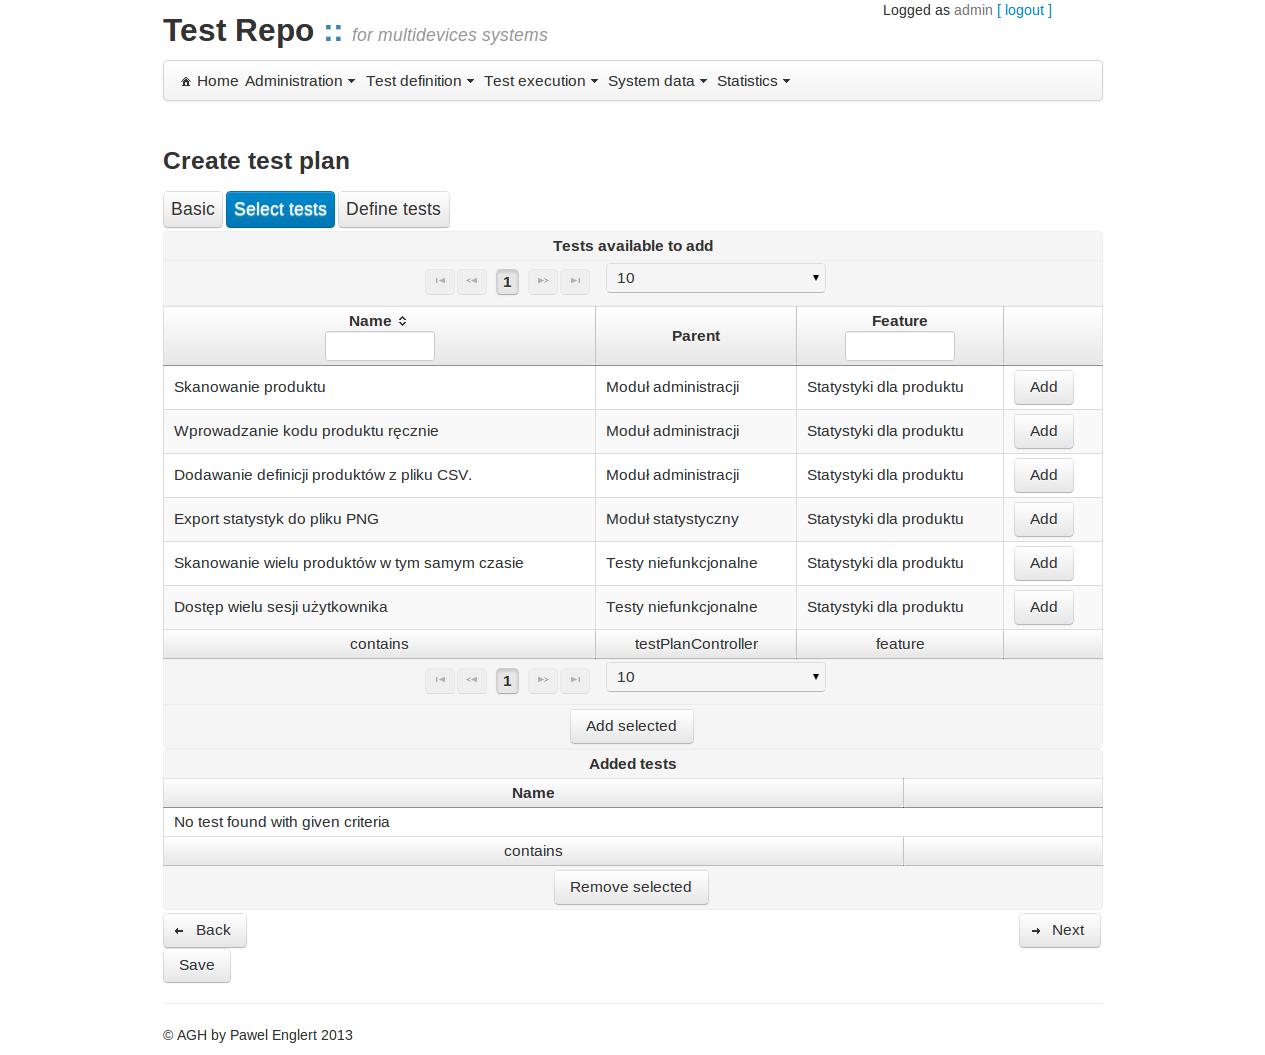 Logged as admin [ logout ]
Test Repo :: for multidevices systems
Home Administration Test definition Test execution System data Statistics
Create test plan
Basic Select tests Define tests
Tests available to add
1 10
Name Parent Feature
Skanowanie produktu Moduł administracji Statystyki dla produktu Add
Wprowadzanie kodu produktu ręcznie Moduł administracji Statystyki dla produktu Add
Dodawanie definicji produktów z pliku CSV. Moduł administracji Statystyki dla produktu Add
Export statystyk do pliku PNG Moduł statystyczny Statystyki dla produktu Add
Skanowanie wielu produktów w tym samym czasie Testy niefunkcjonalne Statystyki dla produktu Add
Dostęp wielu sesji użytkownika Testy niefunkcjonalne Statystyki dla produktu Add
contains testPlanController feature
1 10
Add selected
Added tests
Name
No test found with given criteria
contains
Remove selected
Back Next
Save
© AGH by Pawel Englert 2013